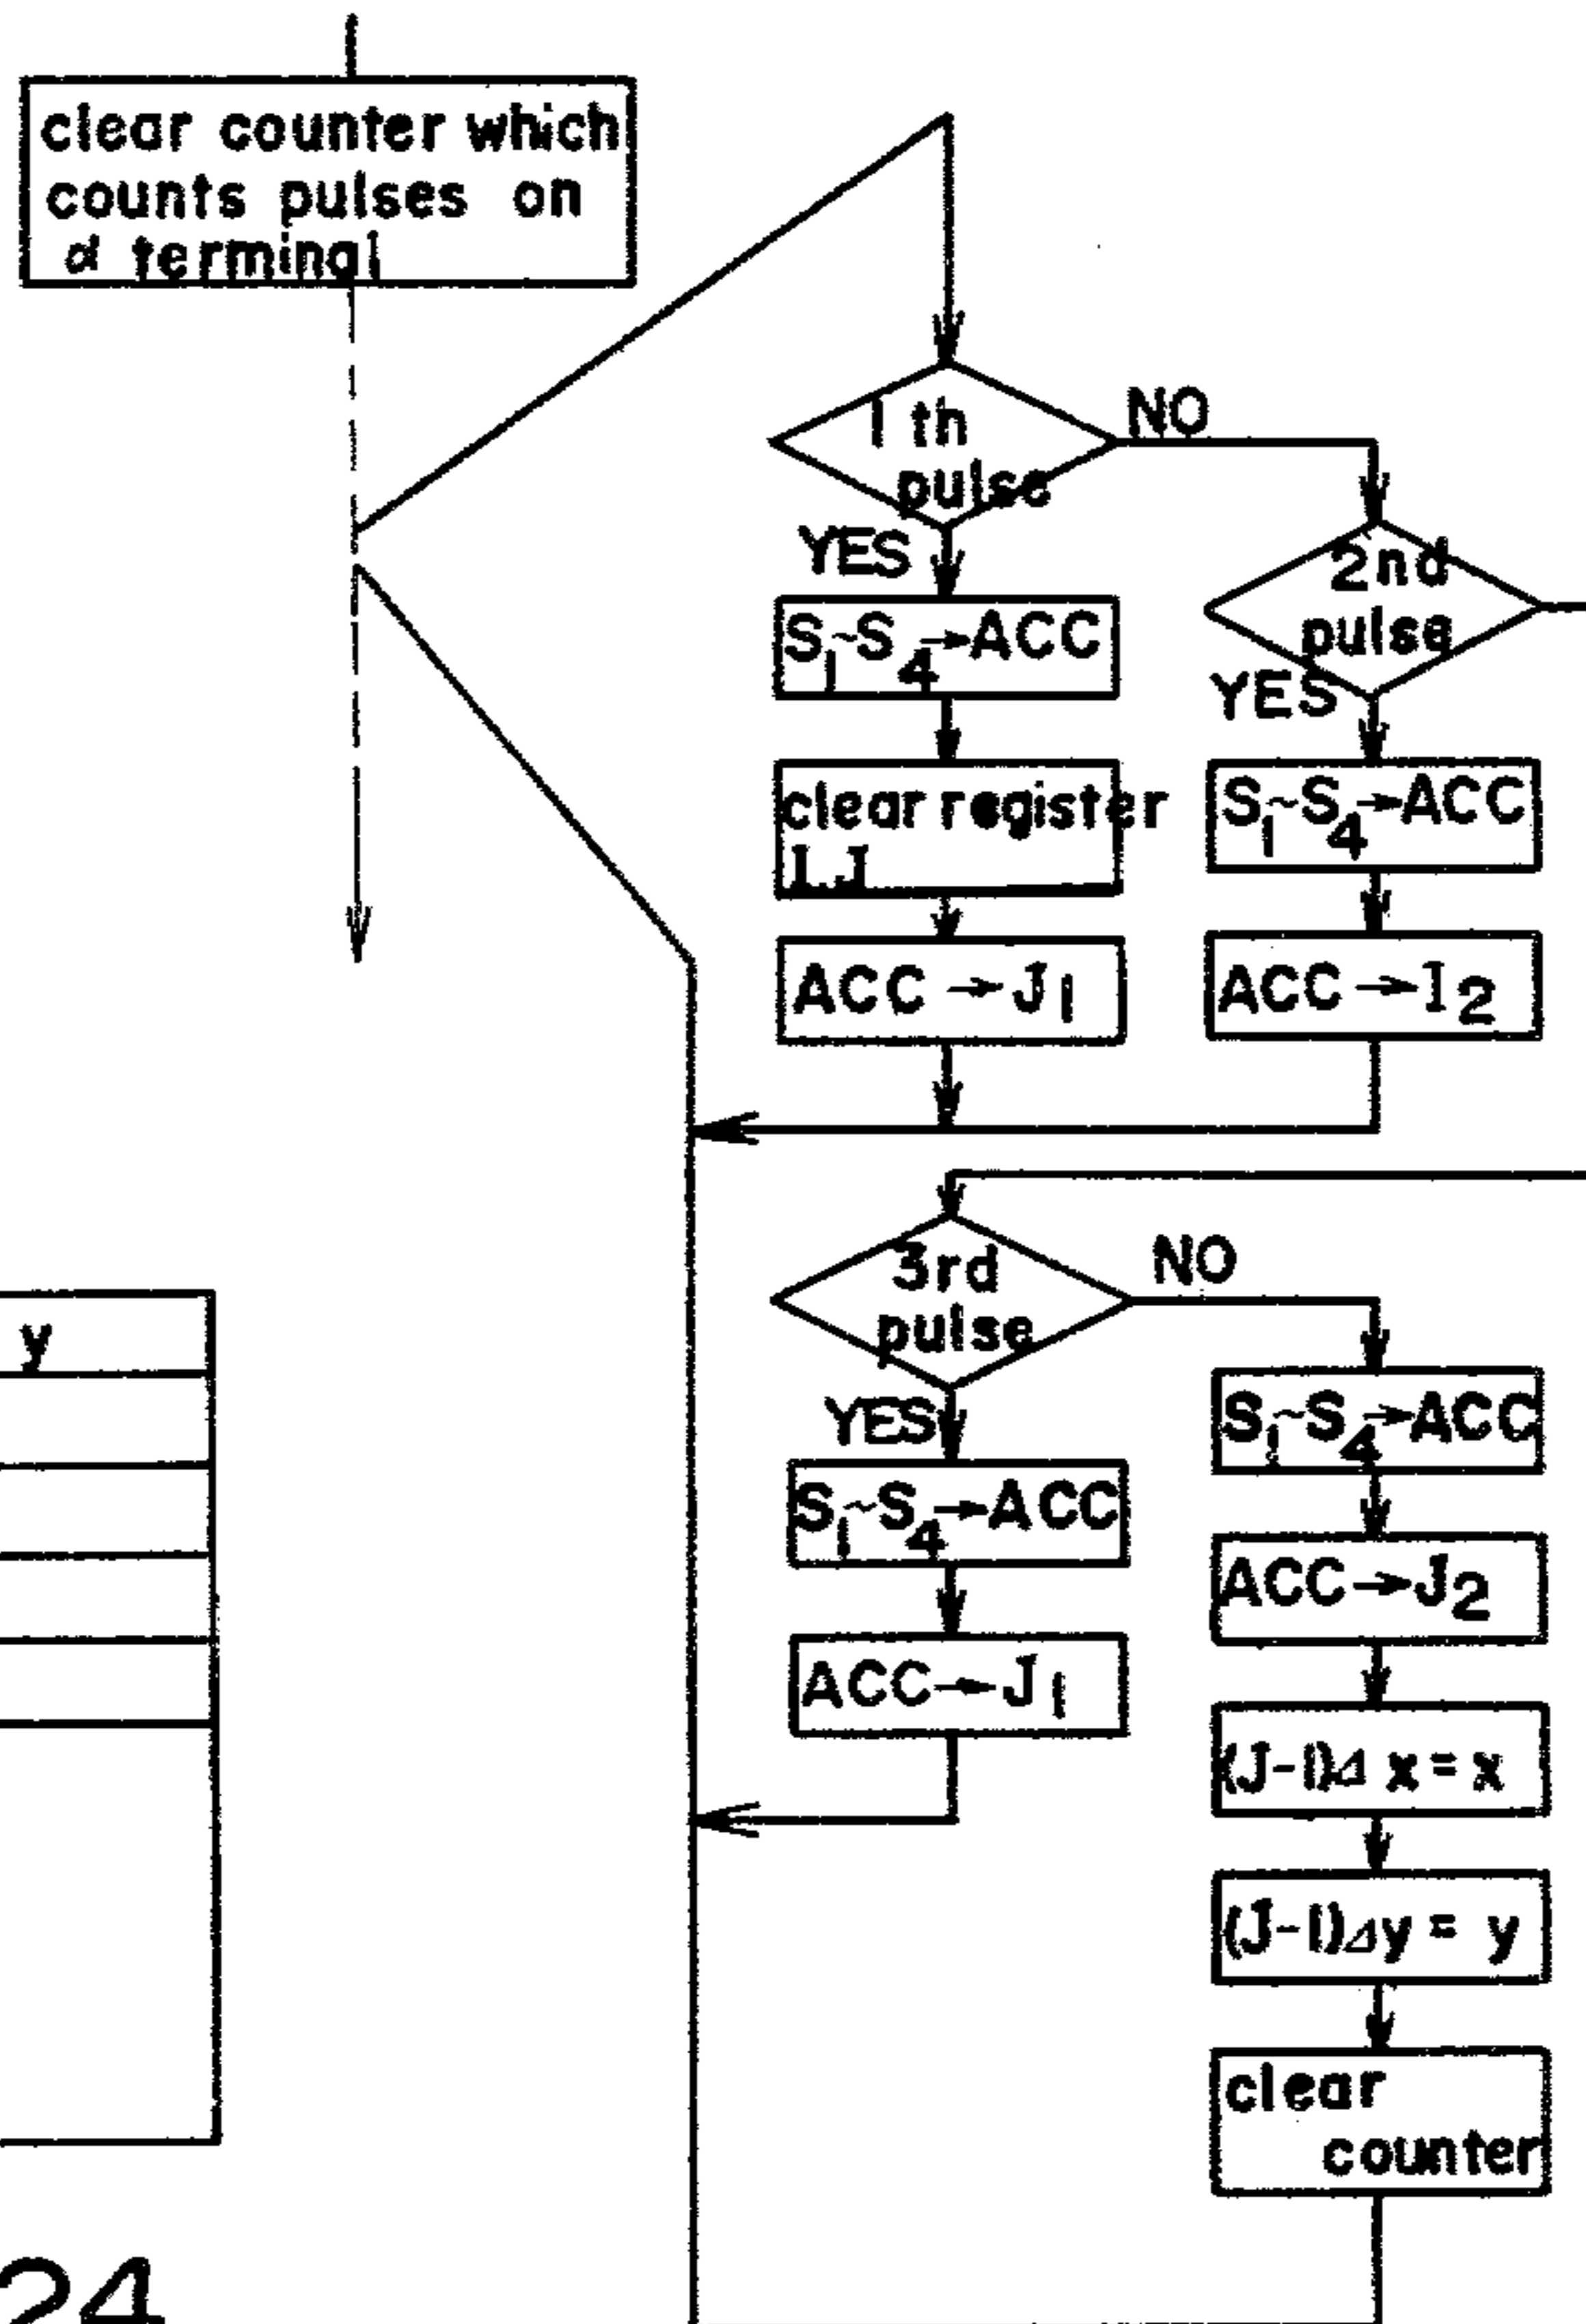 clear counter which
counts pulses on
α terminal
1 th
pulse
NO
YES
2nd
pulse
YES
S1~S4→ACC
clear register
I.J
ACC→J1
S1~S4→ACC
ACC→I2
3rd
pulse
NO
YES
S1~S4→ACC
ACC→J1
S1~S4→ACC
ACC→J2
(J-1)⊿x=x
(J-1)⊿y=y
clear
counter
y
24